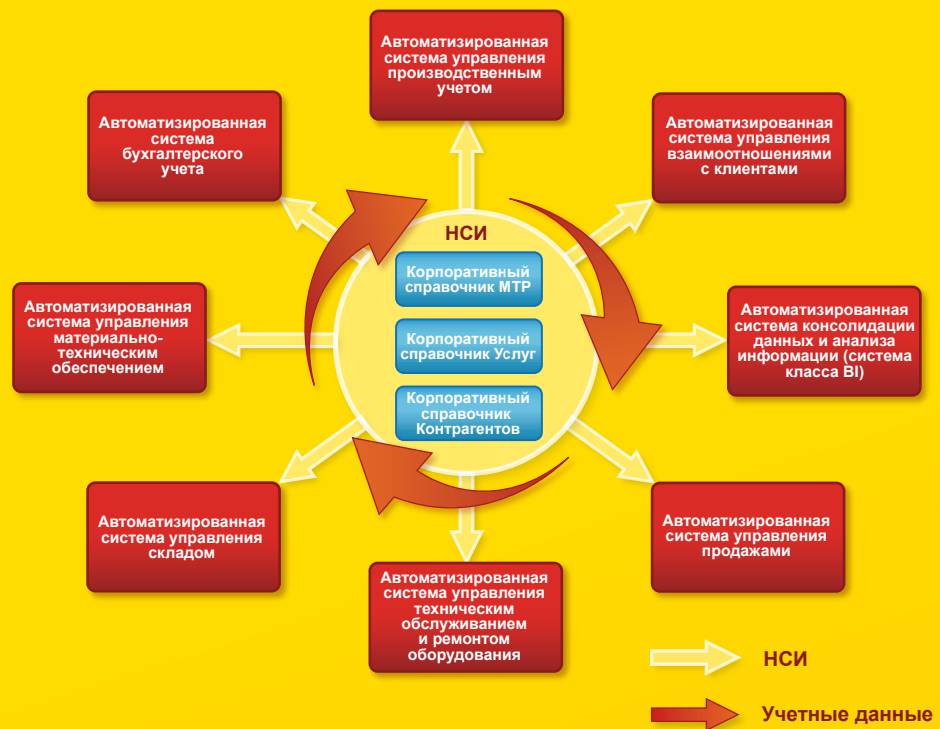 Автоматизированная
система управления
производственным
учетом
Автоматизированная
система
бухгалтерского
учета
Автоматизированная
система управления
взаимоотношениями
с клиентами
НСИ
Корпоративный
справочник МТР
Корпоративный
справочник Услуг
Корпоративный
справочник
Контрагентов
Автоматизированная
система управления
материально-
техническим
обеспечением
Автоматизированная
система консолидации
данных и анализа
информации (система
класса BI)
Автоматизированная
система управления
складом
Автоматизированная
система управления
продажами
Автоматизированная
система управления
техническим
обслуживанием
и ремонтом
оборудования
НСИ
Учетные данные